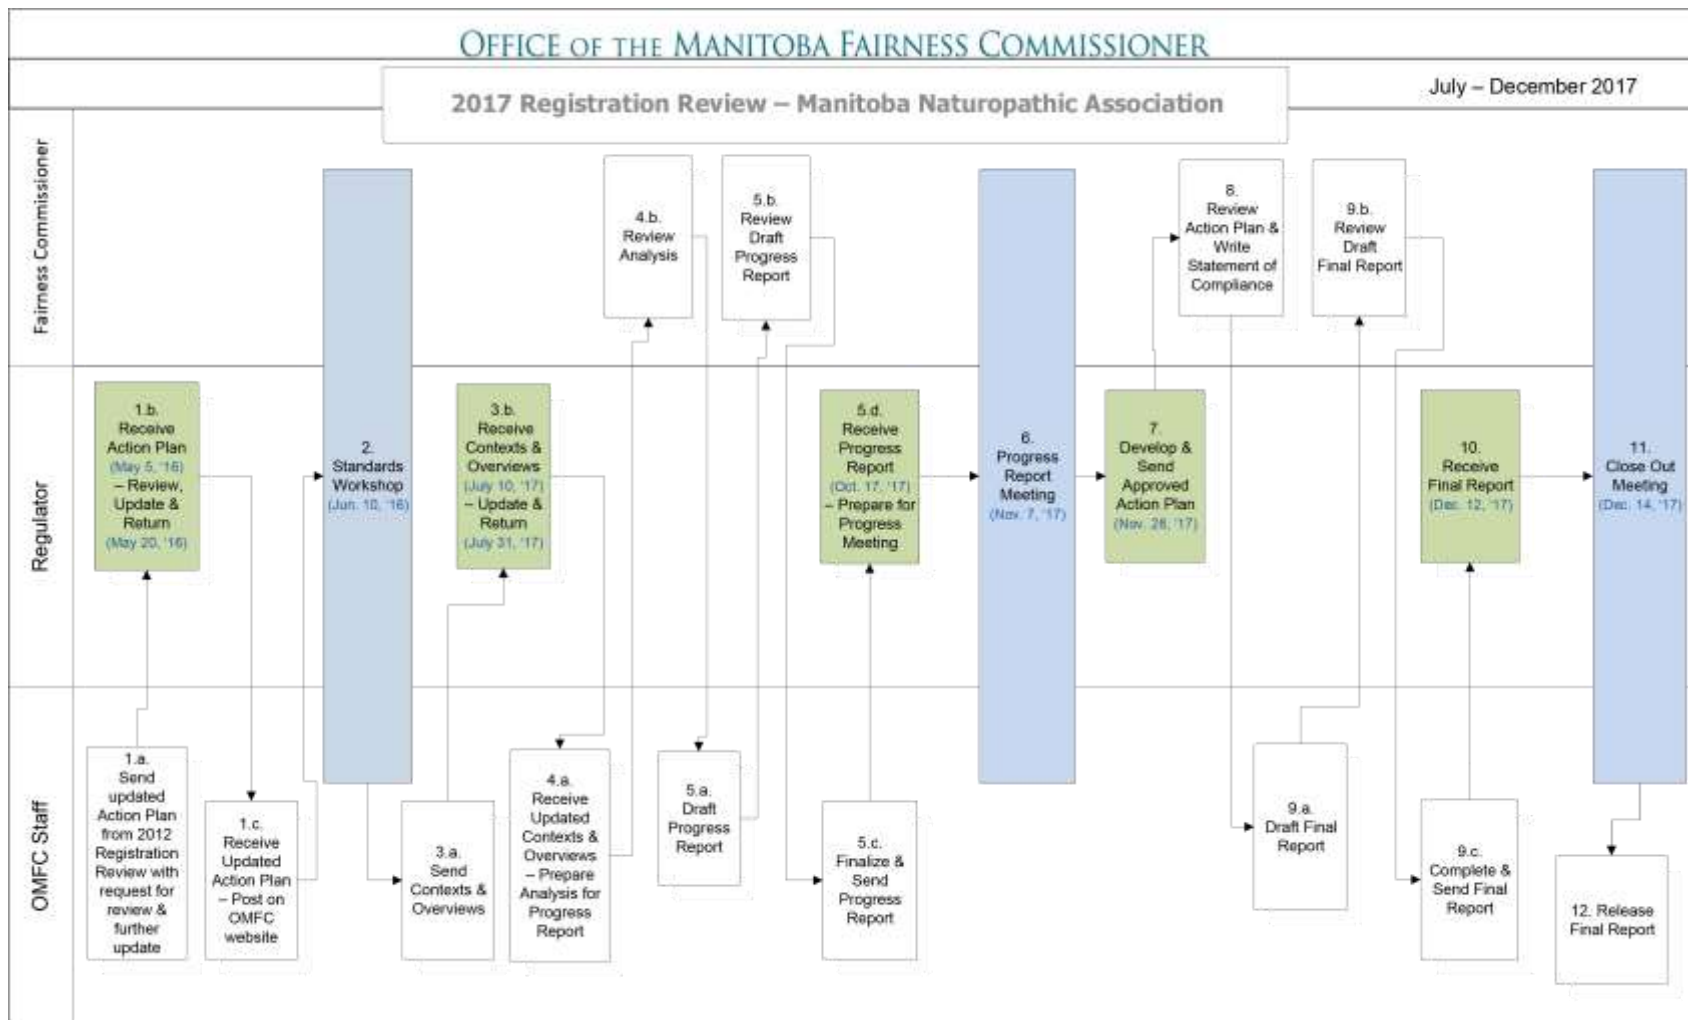 OFFICE OF THE MANITOBA FAIRNESS COMMISSIONER
2017 Registration Review – Manitoba Naturopathic Association
July – December 2017
Fairness Commissioner
4.b.
Review
Analysis
5.b.
Review
Draft
Progress
Report
8.
Review
Action Plan &
Write
Statement of
Compliance
9.b.
Review
Draft
Final Report
Regulator
1.b.
Receive
Action Plan
(May 5, '16)
– Review,
Update &
Return
(May 20, '16)
2.
Standards
Workshop
(Jun. 10, '16)
3.b.
Receive
Contexts &
Overviews
(July 10, '17)
– Update &
Return
(July 31, '17)
5.d.
Receive
Progress
Report
(Oct. 17, '17)
– Prepare for
Progress
Meeting
6.
Progress
Report
Meeting
(Nov. 7, '17)
7.
Develop &
Send
Approved
Action Plan
(Nov. 28, '17)
10.
Receive
Final Report
(Dec. 12, '17)
11.
Close Out
Meeting
(Dec. 14, '17)
OMFC Staff
1.a.
Send
updated
Action Plan
from 2012
Registration
Review with
request for
review &
further
update
1.c.
Receive
Updated
Action Plan
– Post on
OMFC
website
3.a.
Send
Contexts &
Overviews
4.a.
Receive
Updated
Contexts &
Overviews
– Prepare
Analysis for
Progress
Report
5.a.
Draft
Progress
Report
5.c.
Finalize &
Send
Progress
Report
9.a.
Draft Final
Report
9.c.
Complete &
Send Final
Report
12. Release
Final Report